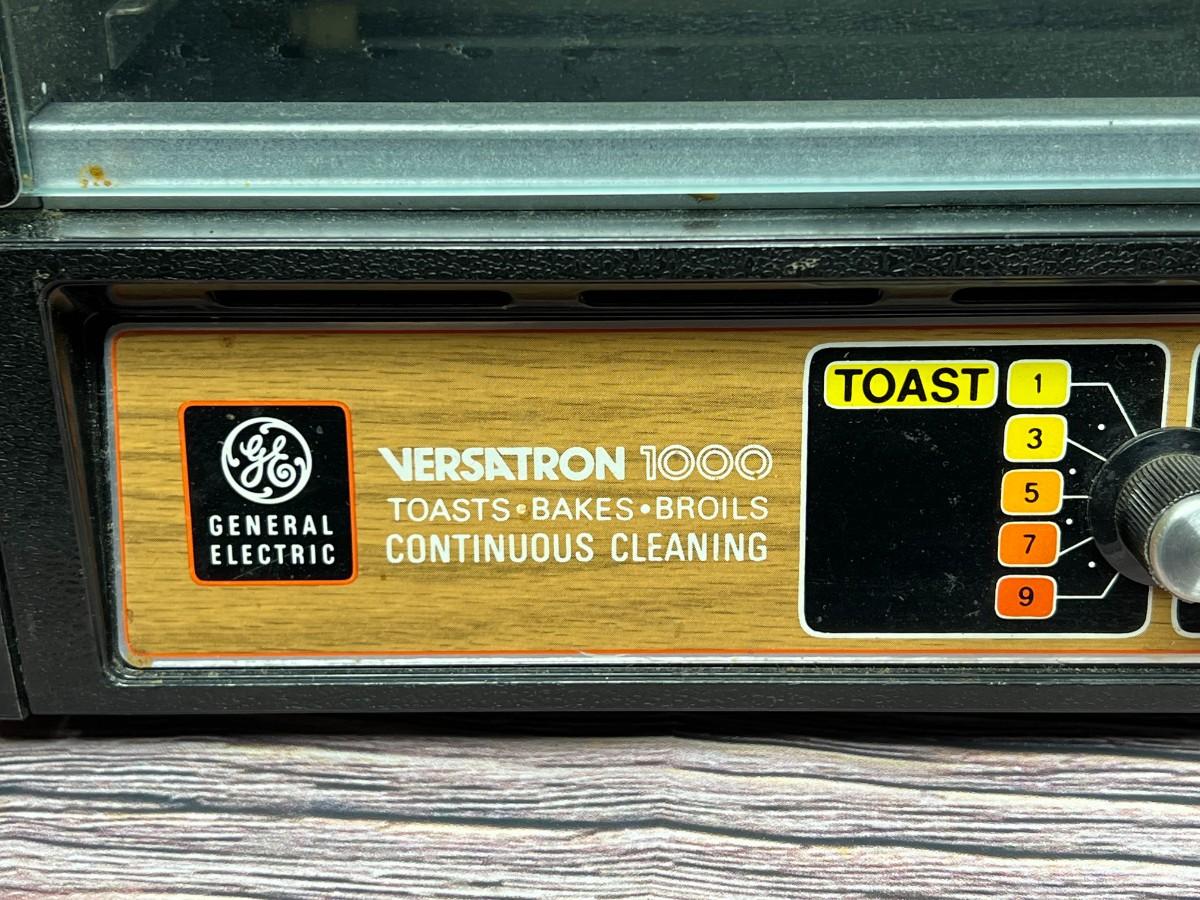 GE
GENERAL
ELECTRIC
VERSATRON 1000
TOASTS•BAKES•BROILS
CONTINUOUS CLEANING
TOAST
1
3
5
7
9